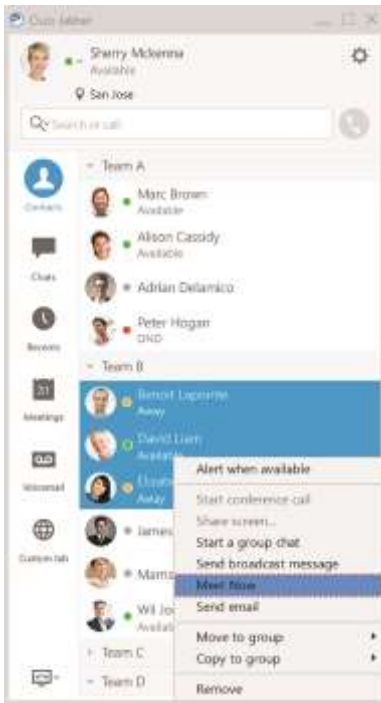 Cisco Jabber
Sherry Mckenna
Available
San Jose
Search or call
Team A
Contacts
Marc Brown
Available
Alison Cassidy
Available
Chats
Adrian Delamico
Peter Hogan
DND
Recents
Team B
31
Benoit Laporte
Away
Meetings
David Liam
Available
Voicemail
Away
Custom tab
James
Wil
Team C
Team D
Alert when available
Start conference call
Share screen...
Start a group chat
Send broadcast message
Meet Now
Send email
Move to group
Copy to group
Remove